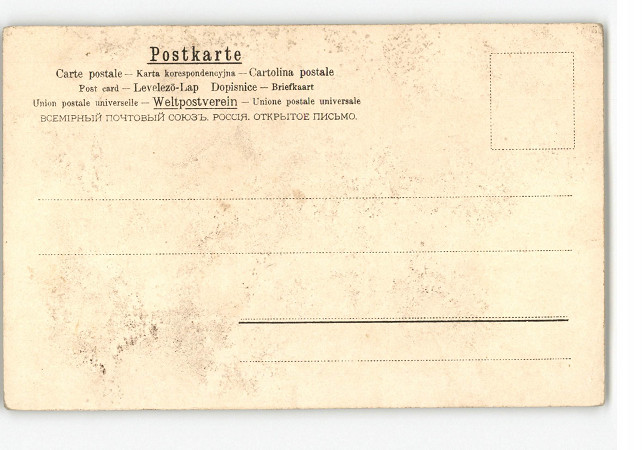 Postkarte
Carte postale — Karta korespondencyjna — Cartolina postale
Post card — Levelező-Lap Dopisnice — Briefkaart
Union postale universelle — Weltpostverein — Unione postale universale
ВСЕМІРНЫЙ ПОЧТОВЫЙ СОЮЗЪ. РОССІЯ. ОТКРЫТОЕ ПИСЬМО.